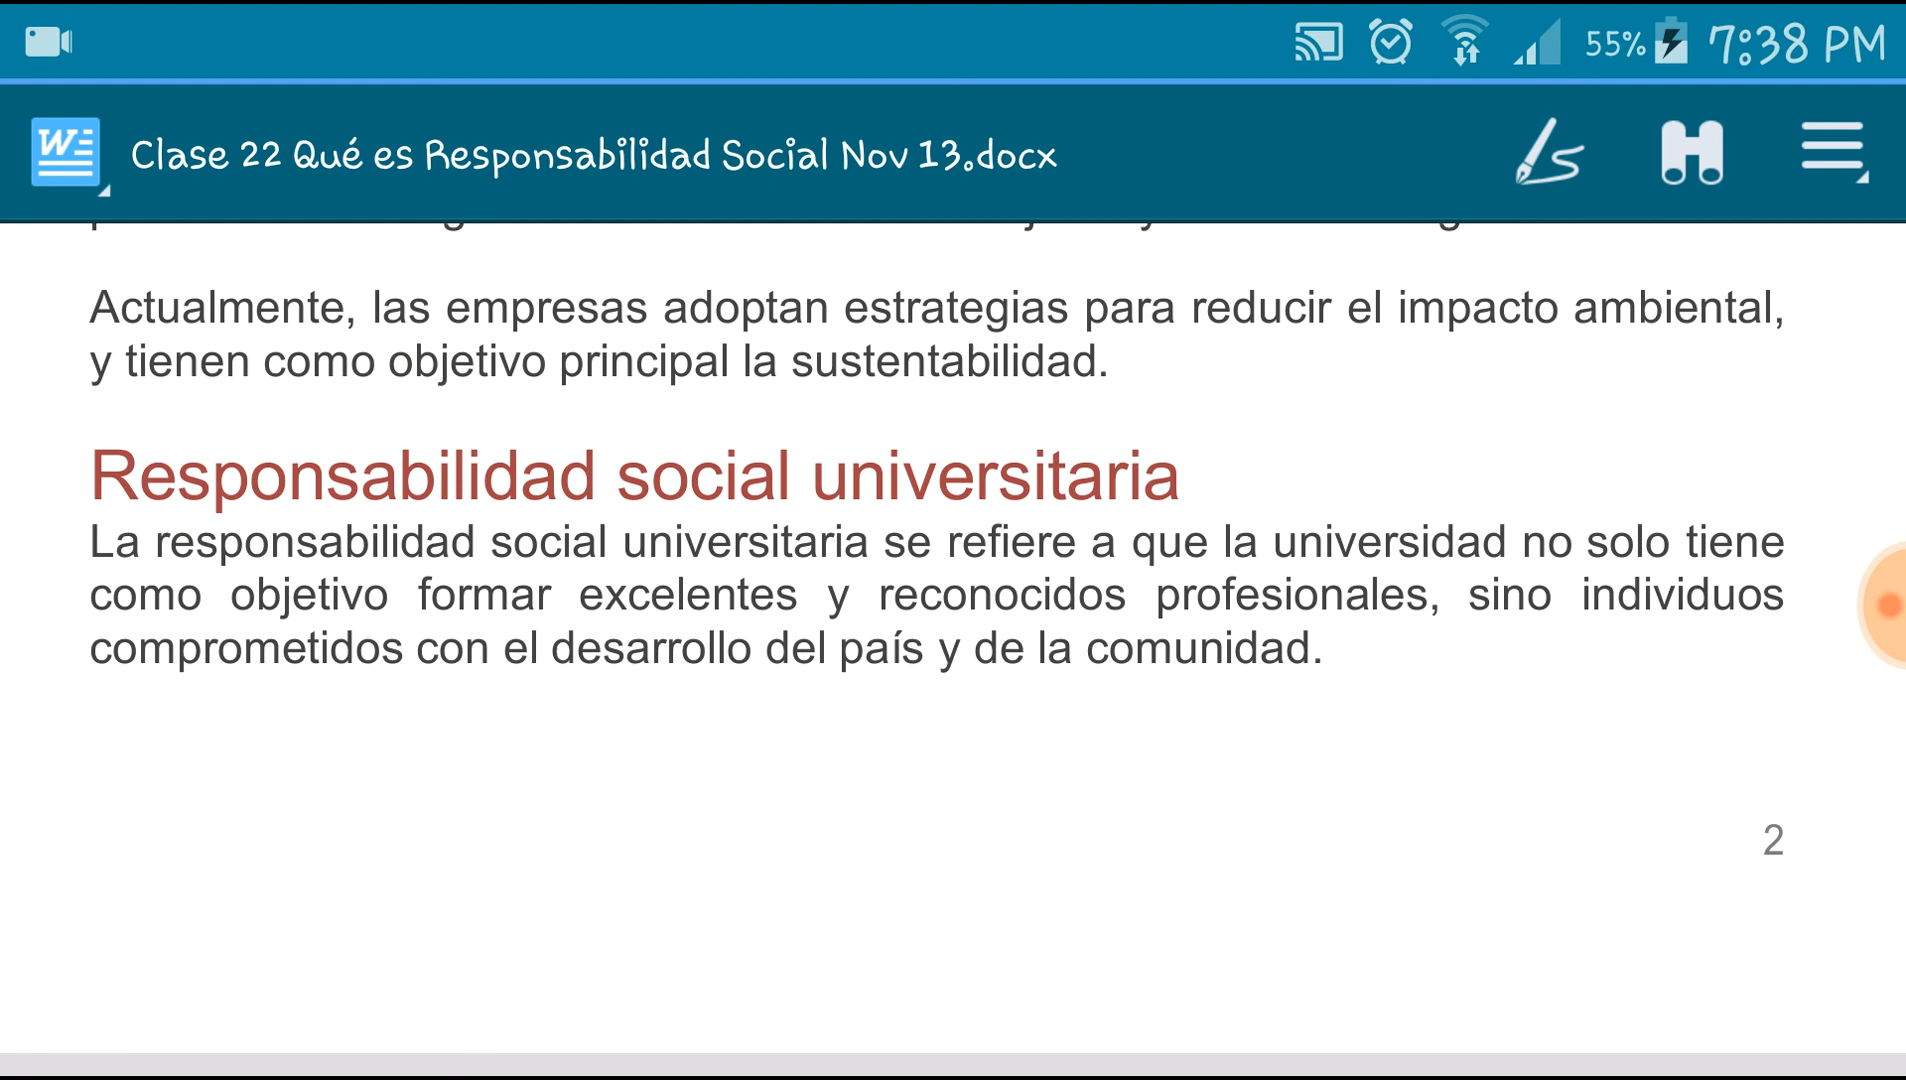 55% 7:38 PM
Clase 22 Qué es Responsabilidad Social Nov 13.docx
Actualmente, las empresas adoptan estrategias para reducir el impacto ambiental,
y tienen como objetivo principal la sustentabilidad.
Responsabilidad social universitaria
La responsabilidad social universitaria se refiere a que la universidad no solo tiene
como objetivo formar excelentes y reconocidos profesionales, sino individuos
comprometidos con el desarrollo del país y de la comunidad.
2